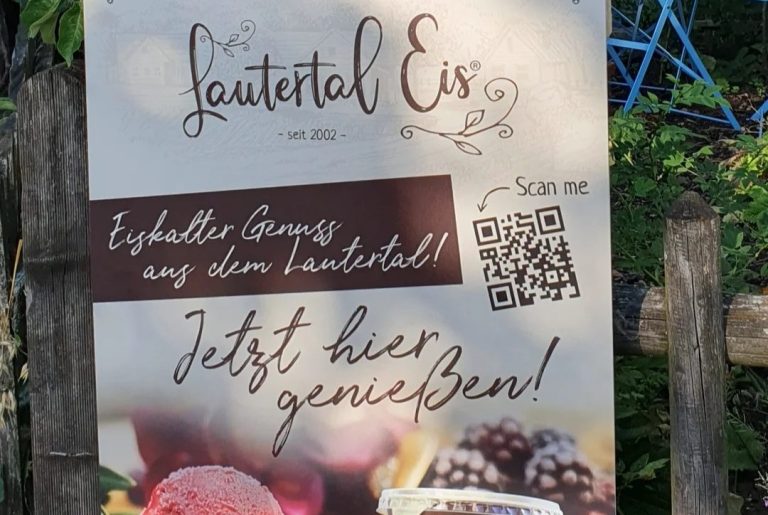 Lautertal Eis®
- seit 2002 -
Scan me
Eiskalter Genuss
aus dem Lautertal!
Jetzt hier
genießen!